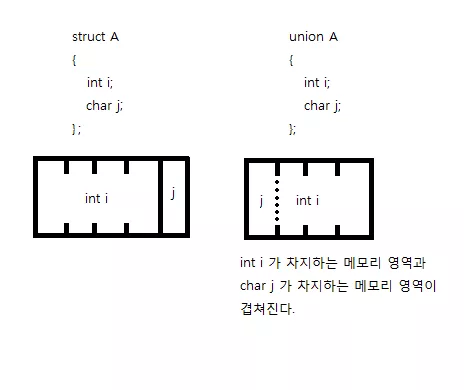 struct A
{
int i;
char j;
};
int i
j
union A
{
int i;
char j;
};
j
int i
int i 가 차지하는 메모리 영역과
char j 가 차지하는 메모리 영역이
겹쳐진다.